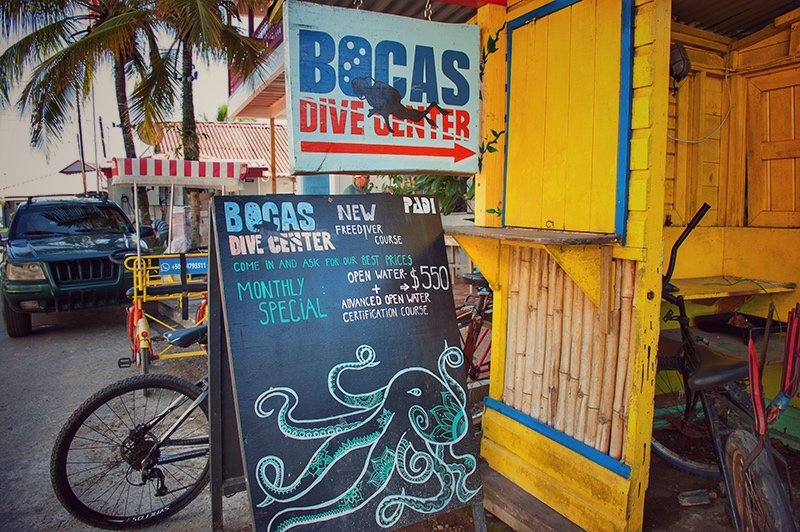 BOCAS
DIVE CENTER
BOCAS
DIVE CENTER
NEW
FREEDIVER
COURSE
PADI
COME IN AND ASK FOR OUR BEST PRICES
MONTHLY
SPECIAL
OPEN WATER
+
ADVANCED OPEN WATER
CERTIFICATION COURSE
$550